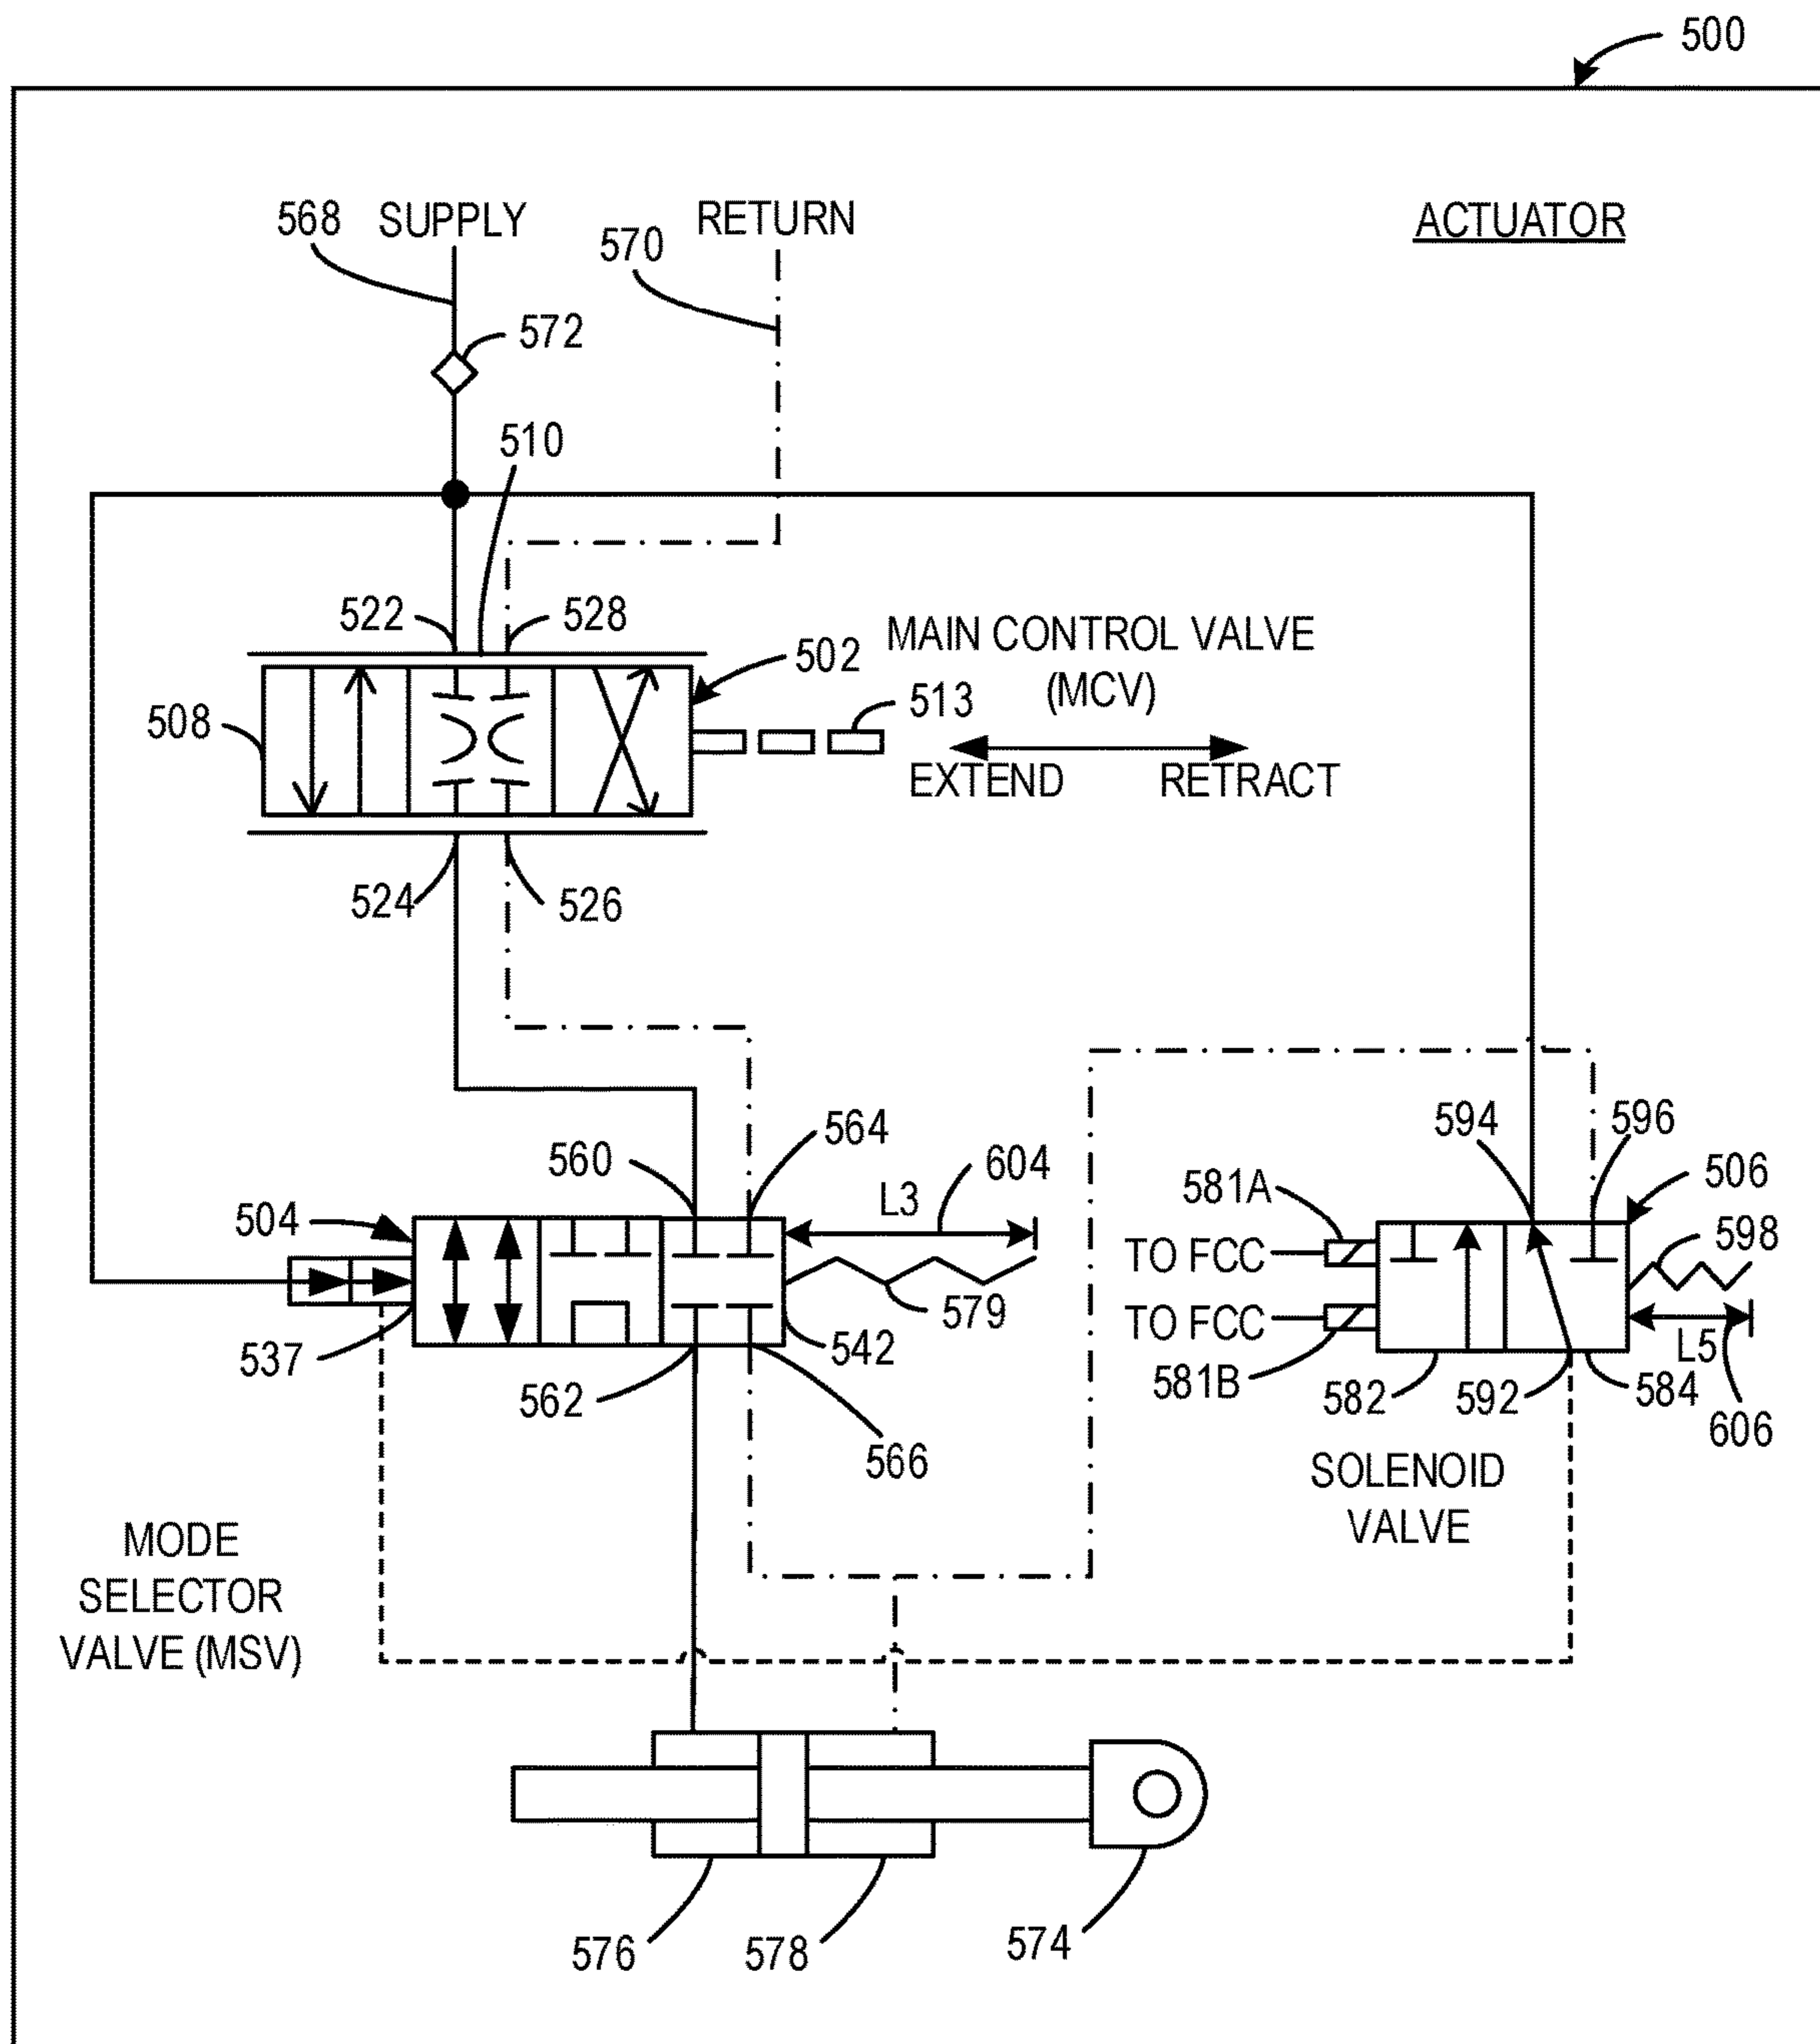 500
568
SUPPLY
RETURN
570
ACTUATOR
572
510
522
528
502
MAIN CONTROL VALVE
(MCV)
508
513
EXTEND
RETRACT
524
526
594
596
564
560
604
L3
581A
506
504
TO FCC
598
579
TO FCC
537
542
L5
581B
582
592
584
562
606
566
SOLENOID
VALVE
MODE
SELECTOR
VALVE (MSV)
576
578
574